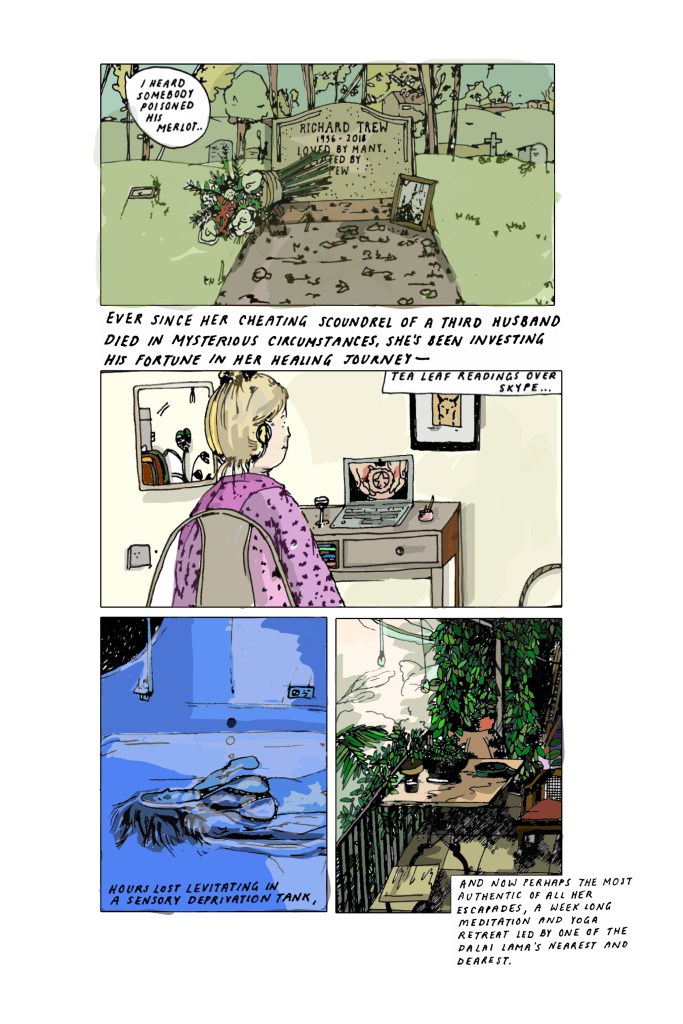 I HEARD
SOMEBODY
POISONED
HIS
MERLOT..
RICHARD TREW
1936 - 2018
LOVED BY MANY,
BY
EVER SINCE HER CHEATING SCOUNDREL OF A THIRD HUSBAND
DIED IN MYSTERIOUS CIRCUMSTANCES, SHE'S BEEN INVESTING
HIS FORTUNE IN HER HEALING JOURNEY—
TEA LEAF READINGS OVER
SKYPE...
HOURS LOST LEVITATING IN
A SENSORY DEPRIVATION TANK,
AND NOW PERHAPS THE MOST
AUTHENTIC OF ALL HER
ESCAPADES, A WEEK LONG
MEDITATION AND YOGA
RETREAT LED BY ONE OF THE
DALAI LAMA'S NEAREST AND
DEAREST.